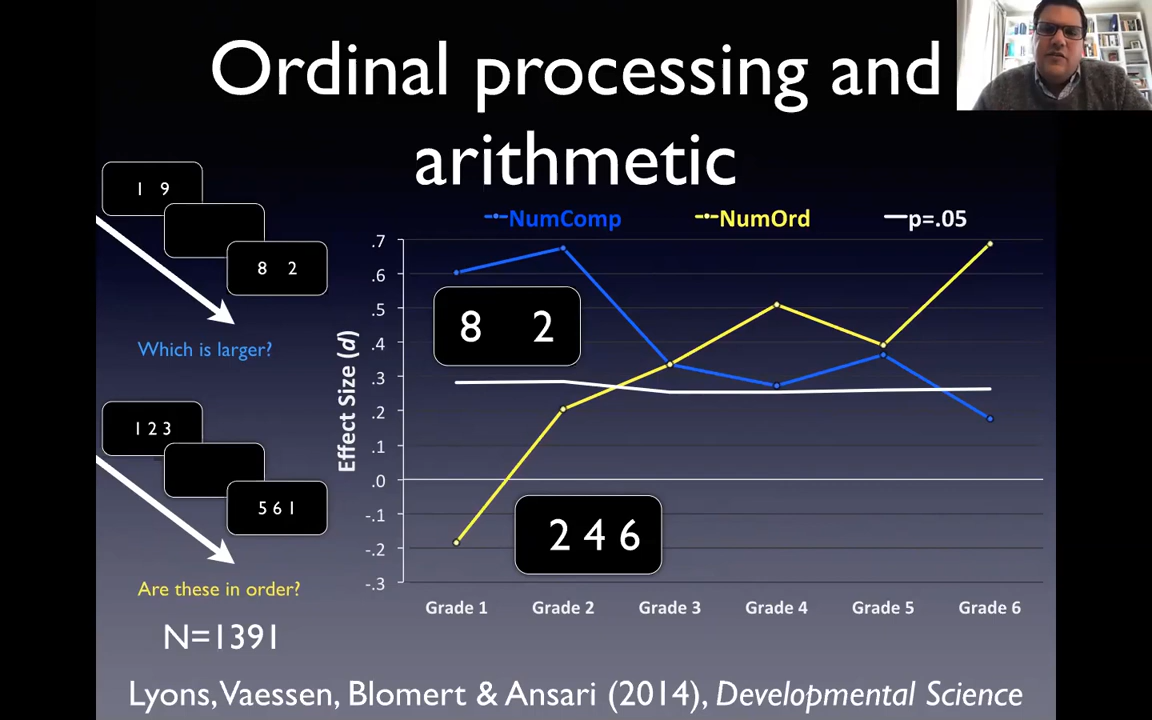 Ordinal processing and
arithmetic
1 9
8 2
Which is larger?
1 2 3
5 6 1
Are these in order?
N=1391
NumComp
NumOrd
p=.05
Effect Size (d)
.7
.6
.5
.4
.3
.2
.1
.0
-.1
-.2
-.3
8 2
2 4 6
Grade 1
Grade 2
Grade 3
Grade 4
Grade 5
Grade 6
Lyons, Vaessen, Blomert & Ansari (2014), Developmental Science